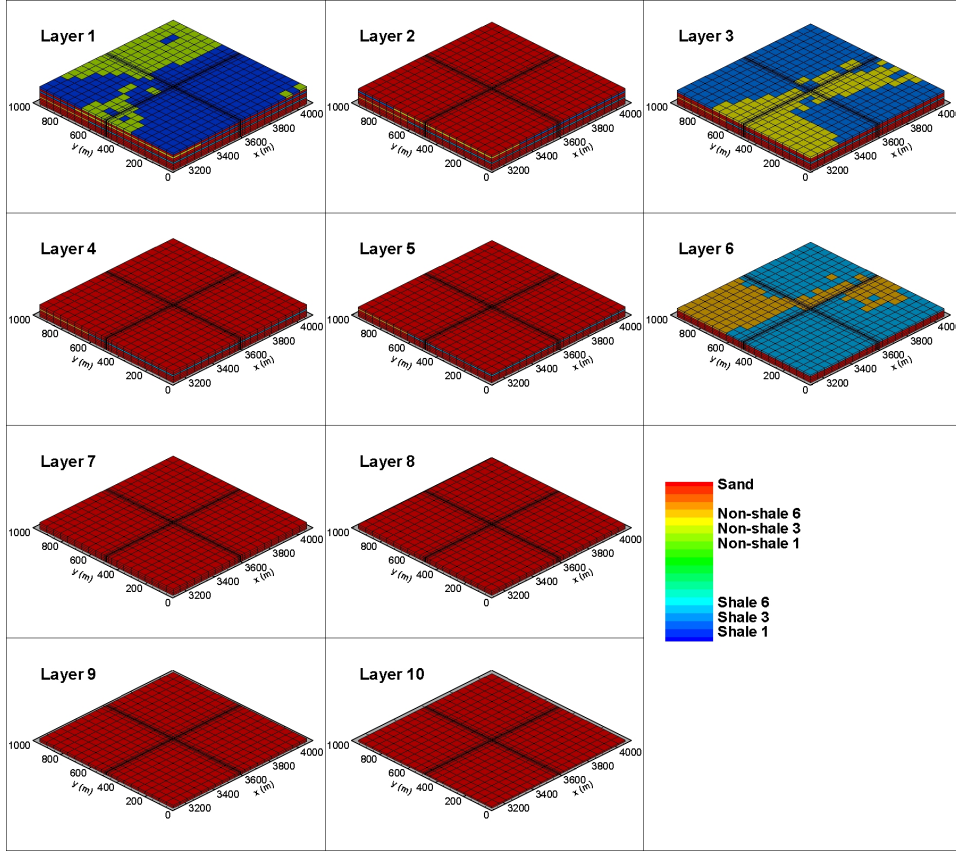 Layer 1
1000
800
600
400
200
0
y (m)
3200
3400
3600
3800
4000
x (m)
Layer 2
1000
800
600
400
200
0
y (m)
3200
3400
3600
3800
4000
x (m)
Layer 3
1000
800
600
400
200
0
y (m)
3200
3400
3600
3800
4000
x (m)
Layer 4
1000
800
600
400
200
0
y (m)
3200
3400
3600
3800
4000
x (m)
Layer 5
1000
800
600
400
200
0
y (m)
3200
3400
3600
3800
4000
x (m)
Layer 6
1000
800
600
400
200
0
y (m)
3200
3400
3600
3800
4000
x (m)
Layer 7
1000
800
600
400
200
0
y (m)
3200
3400
3600
3800
4000
x (m)
Layer 8
1000
800
600
400
200
0
y (m)
3200
3400
3600
3800
4000
x (m)
Sand
Non-shale 6
Non-shale 3
Non-shale 1
Shale 6
Shale 3
Shale 1
Layer 9
1000
800
600
400
200
0
y (m)
3200
3400
3600
3800
4000
x (m)
Layer 10
1000
800
600
400
200
0
y (m)
3200
3400
3600
3800
4000
x (m)